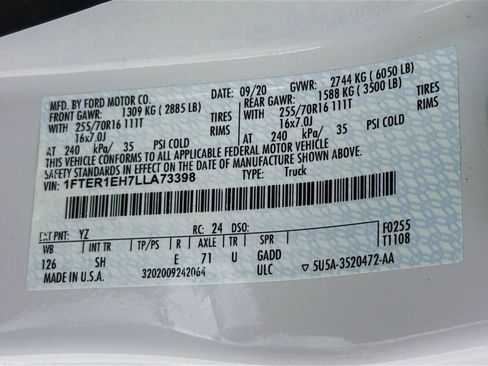 MFD. BY FORD MOTOR CO. 09/20 GVWR: 2744 KG ( 6050 LB)
FRONT GAWR: 1309 KG ( 2885 LB) REAR GAWR: 1588 KG ( 3500 LB)
WITH 255/70R16 111T TIRES WITH 255/70R16 111T TIRES
16x7.0J RIMS 16x7.0J RIMS
AT 240 kPa/ 35 PSI COLD AT 240 kPa/ 35 PSI COLD
THIS VEHICLE CONFORMS TO ALL APPLICABLE FEDERAL MOTOR VEHICLE
SAFETY STANDARDS IN EFFECT ON THE DATE OF MANUFACTURE SHOWN ABOVE.
VIN: 1FTER1EH7LLA73398 TYPE: Truck
EXT PNT: YZ RC: 24 DSO: F0255
WB INT TR TP/PS R AXLE TR SPR T1108
126 SH E 71 U GADD
MADE IN U.S.A. 3202009242064 ULC ▽ 5U5A-3520472-AA